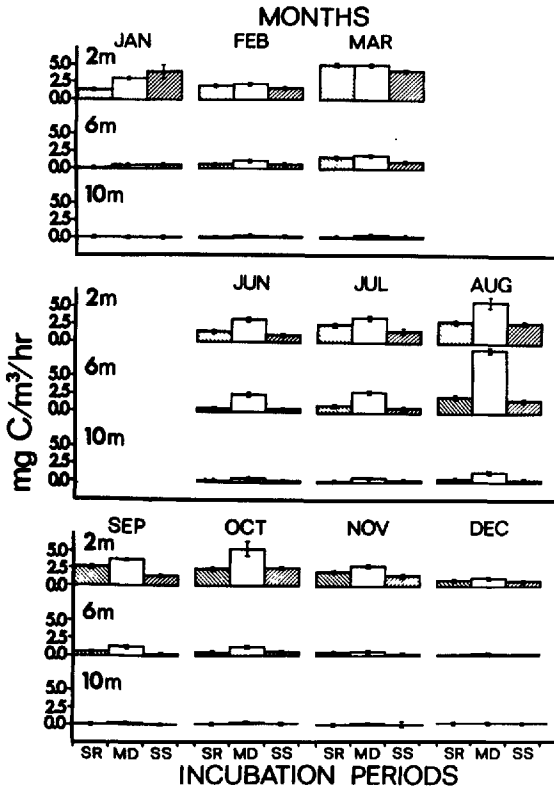 MONTHS
JAN FEB MAR
2m
5.0
2.5
0.0
6m
5.0
2.5
0.0
10m
5.0
2.5
0.0
JUN JUL AUG
2m
5.0
2.5
0.0
6m
5.0
2.5
0.0
10m
5.0
2.5
0.0
mg C/m³/hr
SEP OCT NOV DEC
2m
5.0
2.5
0.0
6m
5.0
2.5
0.0
10m
5.0
2.5
0.0
SR MD SS SR MD SS SR MD SS SR MD SS
INCUBATION PERIODS